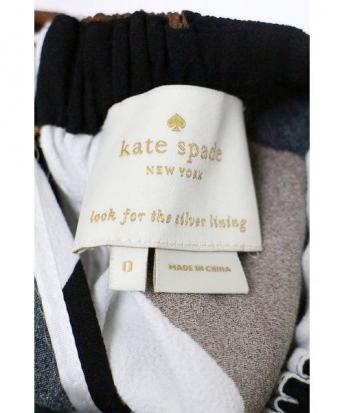 kate spade
NEW YORK
look for the silver lining
0
MADE IN CHINA